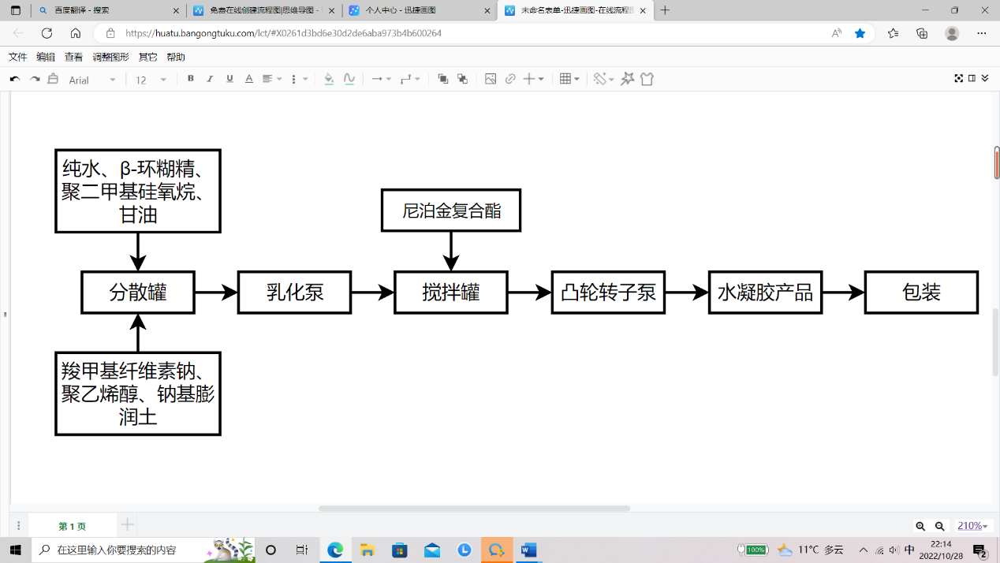 百度翻译 - 搜索
免费在线创建流程图|思维导图 -
个人中心 - 迅捷画图
未命名表单-迅捷画图-在线流程图
https://huatu.bangongtuku.com/lct/#X0261d3bd6e30d2de6aba973b4b600264
文件 编辑 查看 调整图形 其它 帮助
Arial 12 B I U A
纯水、β-环糊精、
聚二甲基硅氧烷、
甘油
尼泊金复合酯
分散罐 乳化泵 搅拌罐 凸轮转子泵 水凝胶产品 包装
羧甲基纤维素钠、
聚乙烯醇、钠基膨
润土
第 1 页
210%
在这里输入你要搜索的内容
100% 11°C 多云 中 22:14
2022/10/28 2